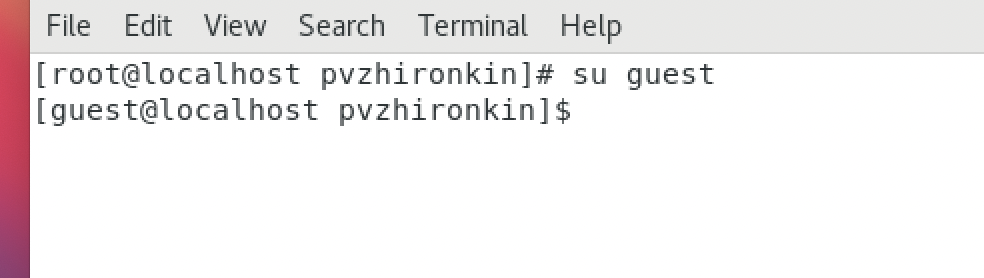 File Edit View Search Terminal Help
[root@localhost pvzhironkin]# su guest
[guest@localhost pvzhironkin]$